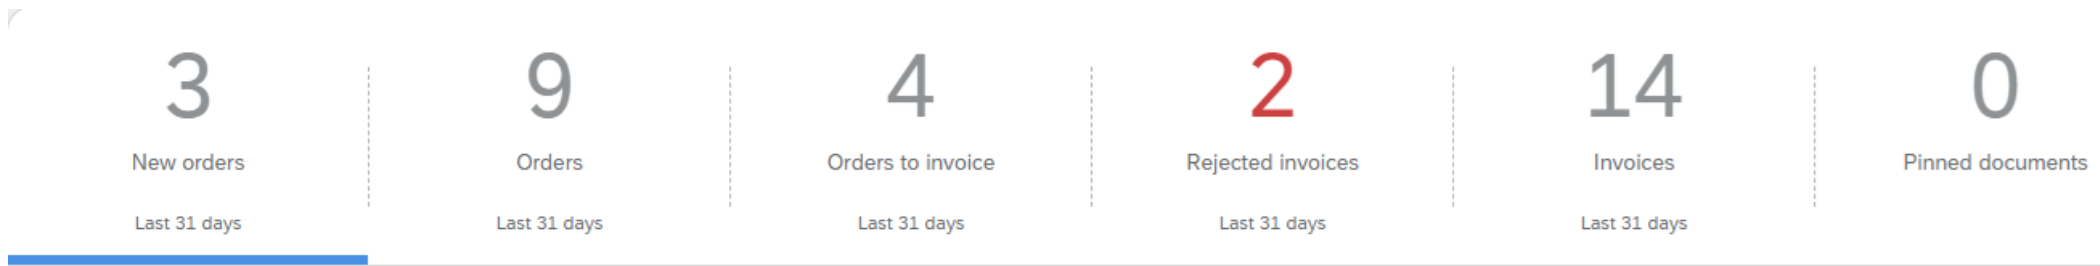 3
New orders
Last 31 days
9
Orders
Last 31 days
4
Orders to invoice
Last 31 days
2
Rejected invoices
Last 31 days
14
Invoices
Last 31 days
0
Pinned documents